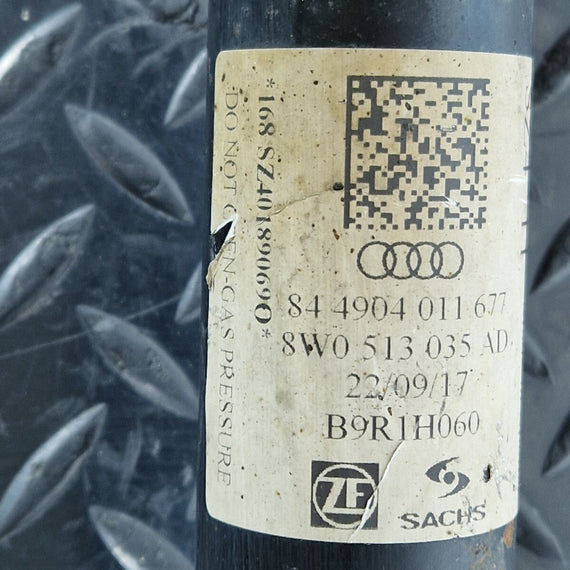 84 4904 011 677
8W0 513 035 AD
22/09/17
B9R1H060
ZF
SACHS
*168 SZ401890690*
DO NOT OPEN-GAS PRESSURE